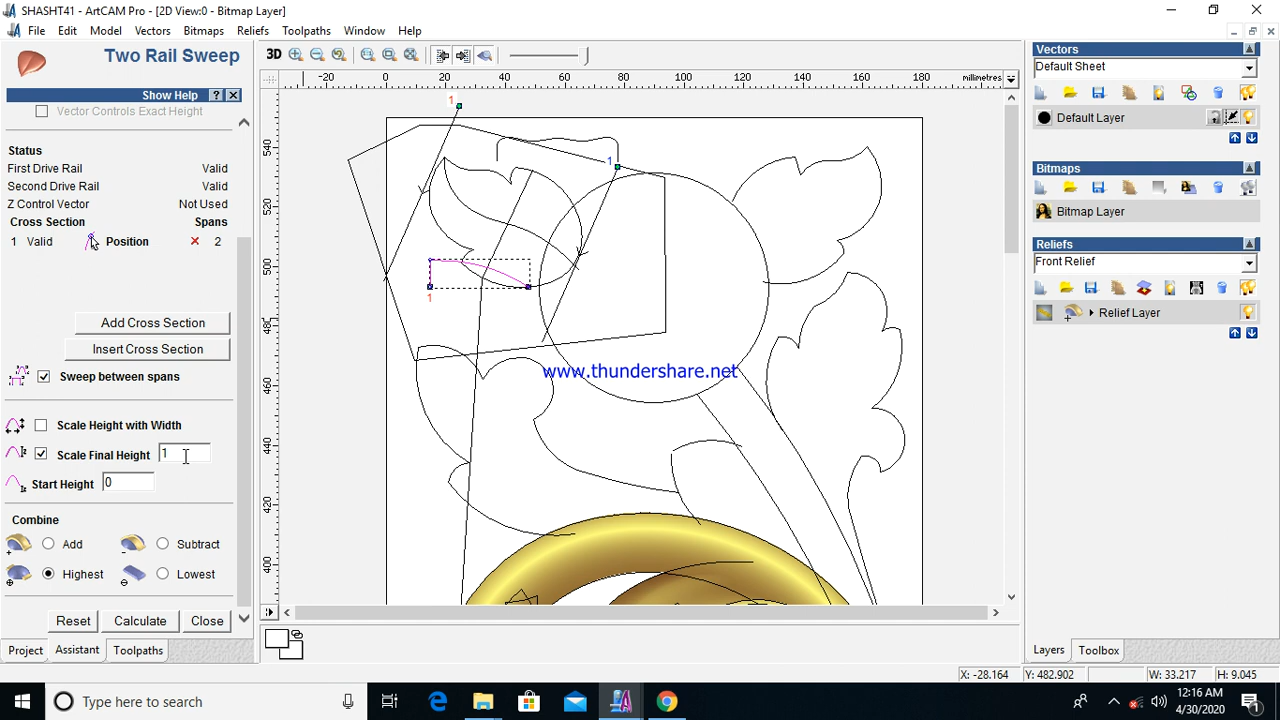 SHASHT41 - ArtCAM Pro - [2D View:0 - Bitmap Layer]
File Edit Model Vectors Bitmaps Reliefs Toolpaths Window Help
Two Rail Sweep
Show Help ? ×
Vector Controls Exact Height
Status
First Drive Rail Valid
Second Drive Rail Valid
Z Control Vector Not Used
Cross Section Spans
1 Valid Position 2
Add Cross Section
Insert Cross Section
Sweep between spans
Scale Height with Width
Scale Final Height 1
Start Height 0
Combine
Add Subtract
Highest Lowest
Reset Calculate Close
Project Assistant Toolpaths
3D
-20 0 20 40 60 80 100 120 140 160 180 millimetres
540
520
500
480
460
440
420
400
1
1
1
www.thundershare.net
Vectors
Default Sheet
Default Layer
Bitmaps
Bitmap Layer
Reliefs
Front Relief
Relief Layer
Layers Toolbox
X: -28.164 Y: 482.902 W: 33.217 H: 9.045
Type here to search
12:16 AM
4/30/2020
1